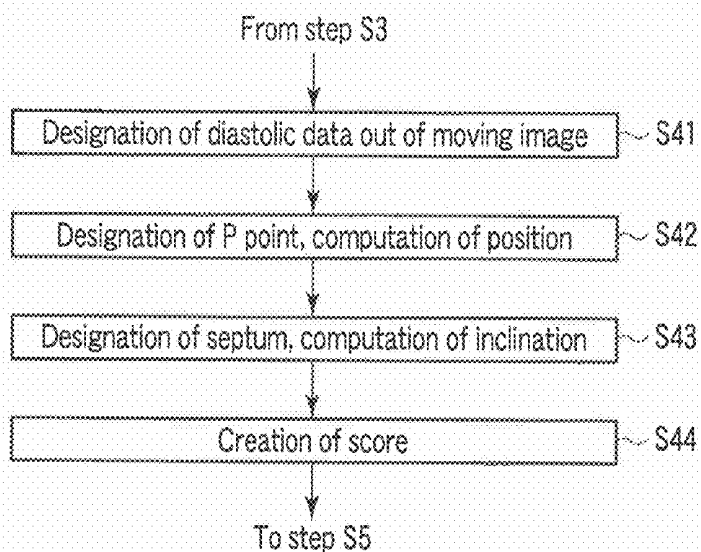 From step S3
Designation of diastolic data out of moving image S41
Designation of P point, computation of position S42
Designation of septum, computation of inclination S43
Creation of score S44
To step S5